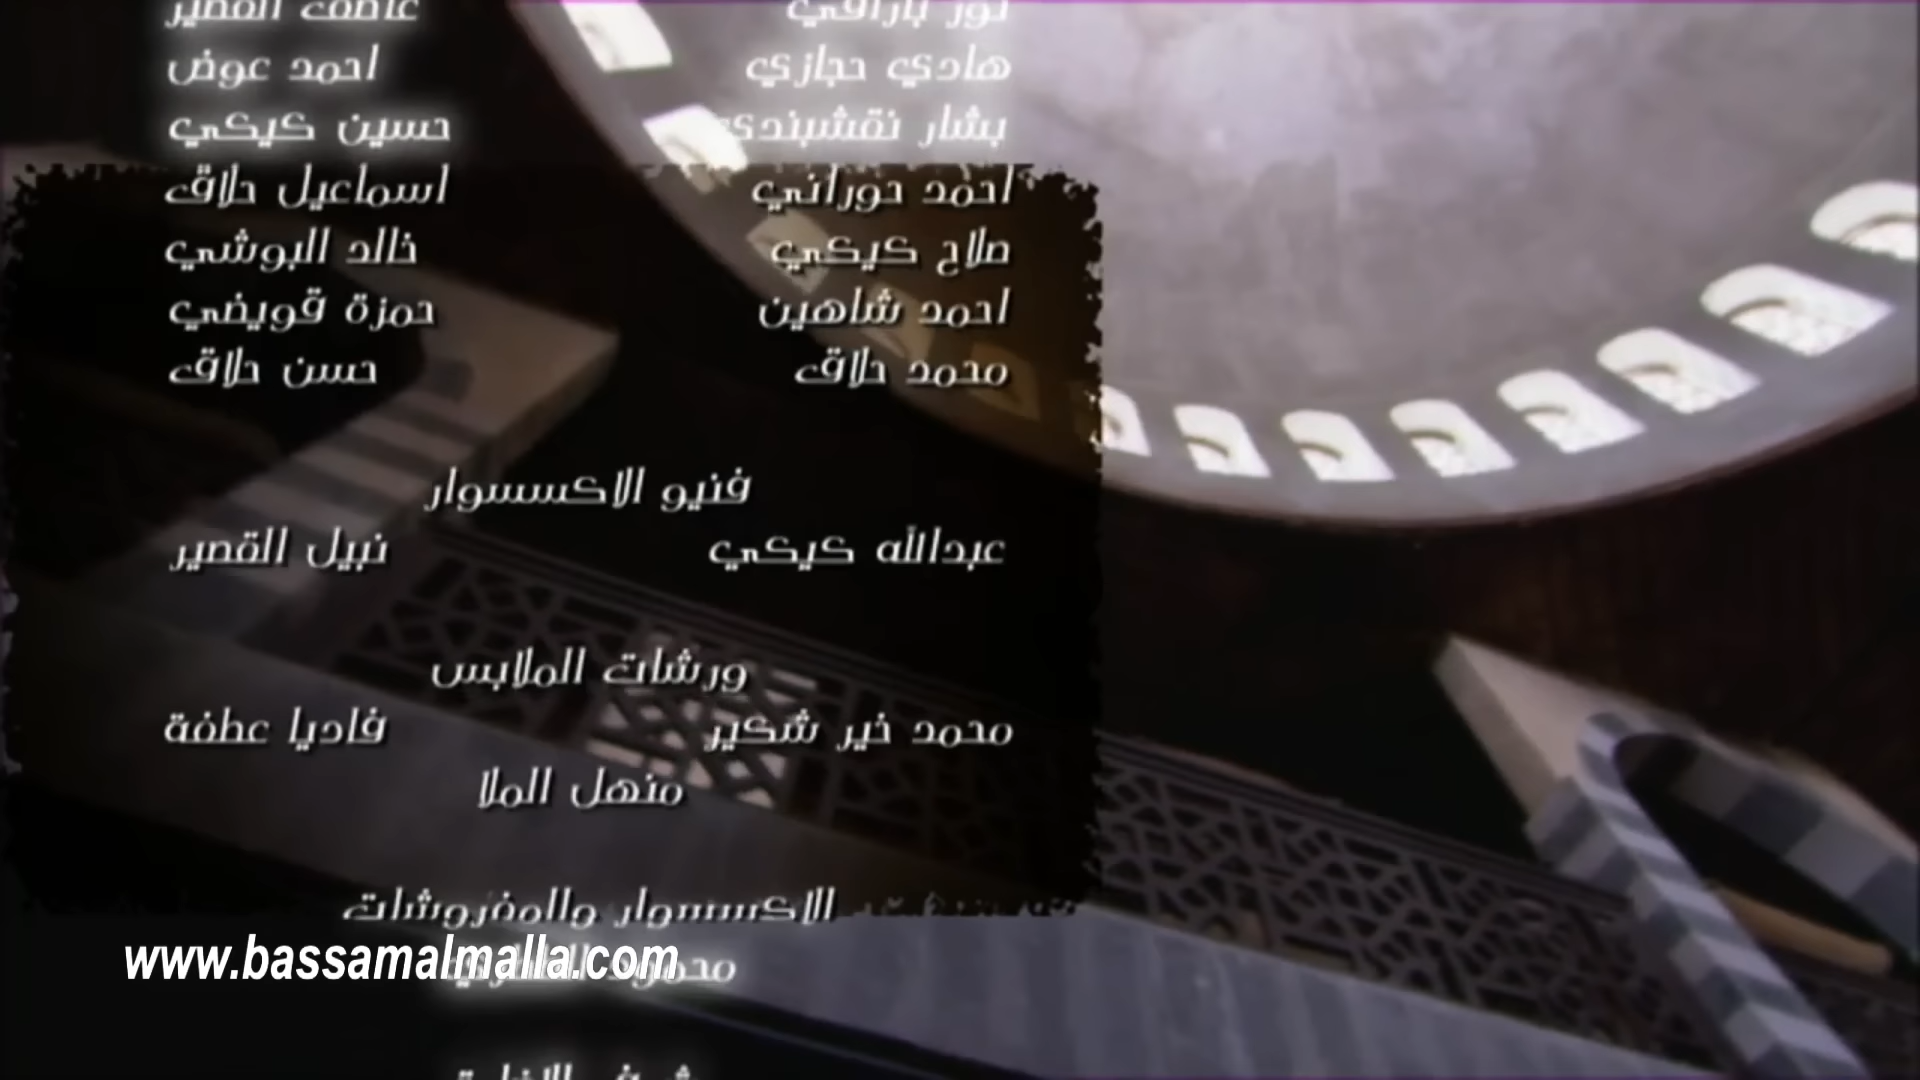 هادي حجازي احمد عوض
بشار نقشبندي حسين كيكي
احمد حوراني اسماعيل حلاق
صلاح كيكي خالد البوشي
احمد شاهين حمزة قويضي
محمد حلاق حسن حلاق
فنيو الاكسسوار
عبدالله كيكي نبيل القصير
ورشات الملابس
محمد خير شكير فاديا عطفة
منهل الملا
الاكسسوار والمفروشات
www.bassamalmalla.com
محمود